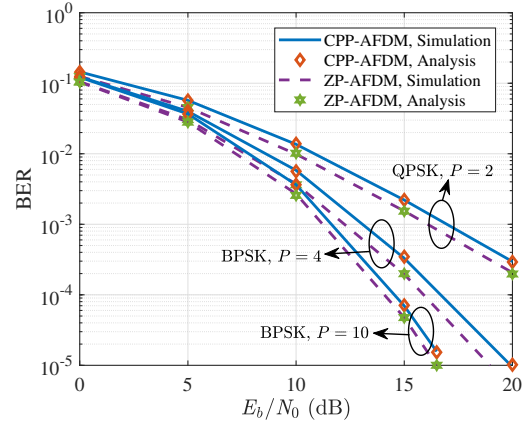 10^0
10^-1
10^-2
10^-3
10^-4
10^-5
BER
CPP-AFDM, Simulation
CPP-AFDM, Analysis
ZP-AFDM, Simulation
ZP-AFDM, Analysis
QPSK, P = 2
BPSK, P = 4
BPSK, P = 10
0 5 10 15 20
E_b/N_0 (dB)